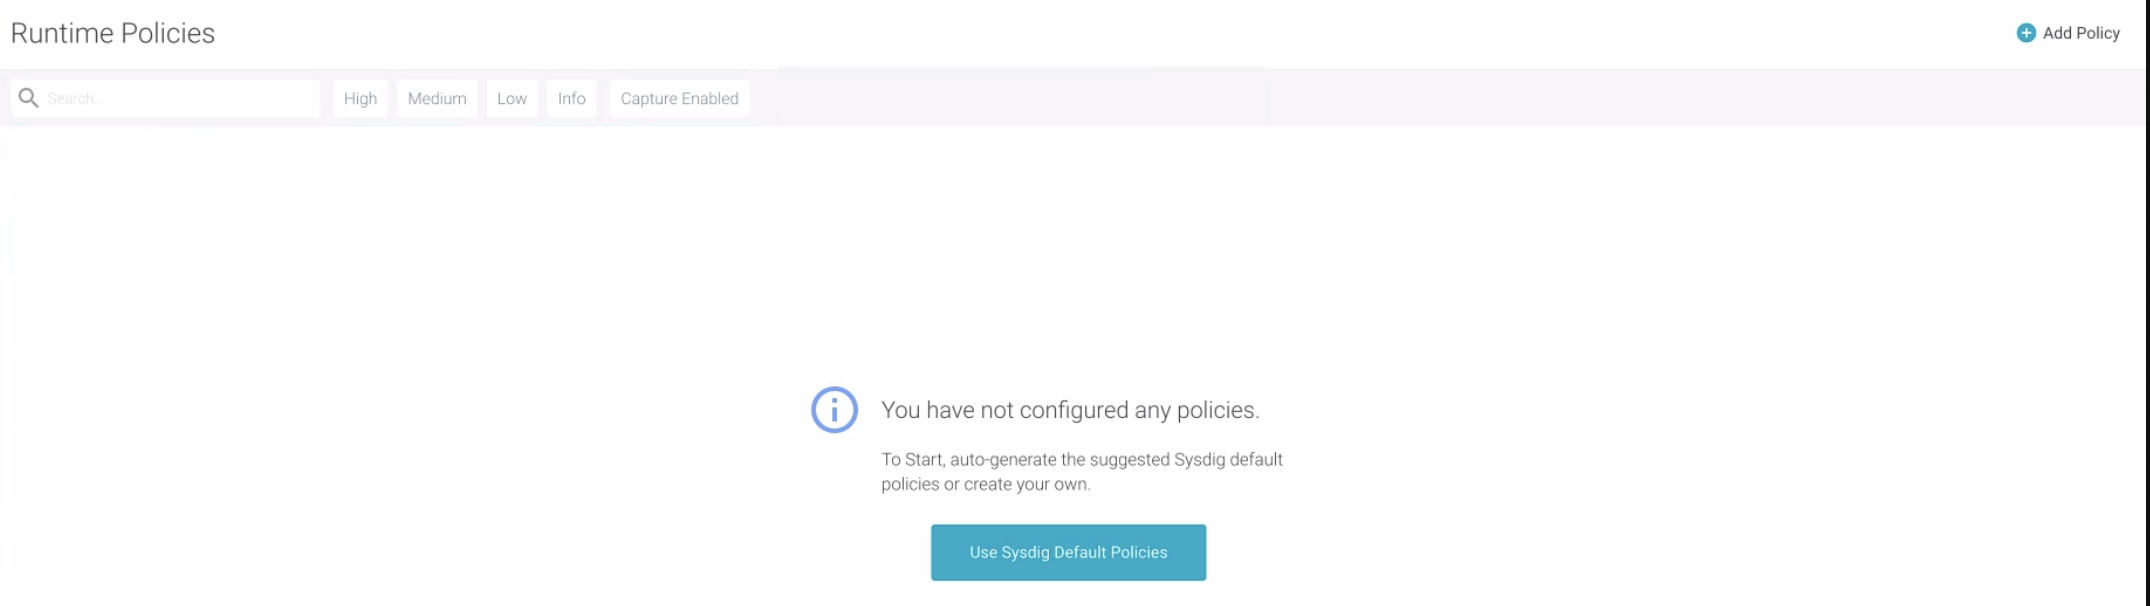 Runtime Policies
Add Policy
Search...
High
Medium
Low
Info
Capture Enabled
You have not configured any policies.
To Start, auto-generate the suggested Sysdig default
policies or create your own.
Use Sysdig Default Policies